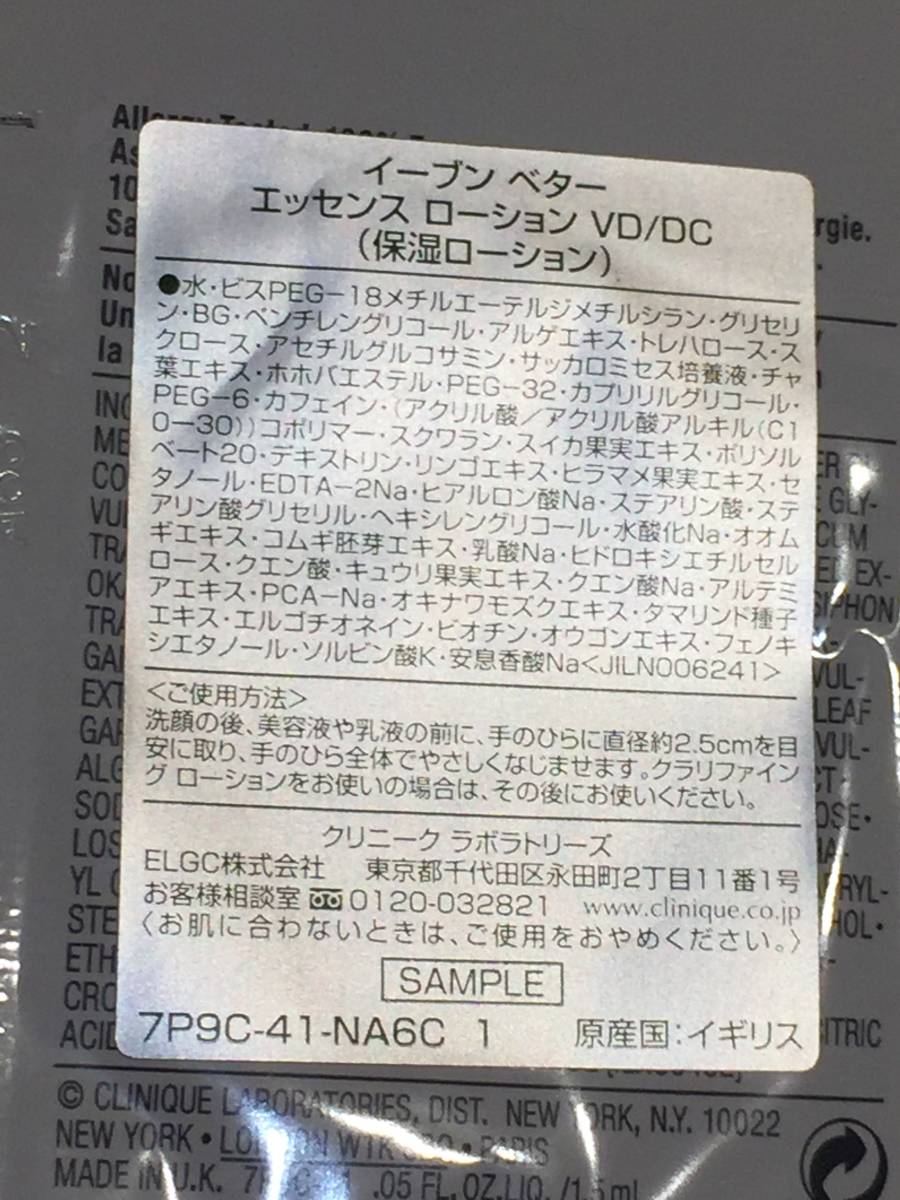 イーブン ベター
エッセンス ローション VD/DC
（保湿ローション）
●水・ビスPEG-18メチルエーテルジメチルシラン・グリセリ
ン・BG・ペンチレングリコール・アルゲエキス・トレハロース・ス
クロース・アセチルグルコサミン・サッカロミセス培養液・チャ
葉エキス・ホホバエステル・PEG-32・カプリリルグリコール・
PEG-6・カフェイン・(アクリル酸/アクリル酸アルキル(C1
0-30))コポリマー・スクワラン・スイカ果実エキス・ポリソル
ベート20・デキストリン・リンゴエキス・ヒラマメ果実エキス・セ
タノール・EDTA-2Na・ヒアルロン酸Na・ステアリン酸・ステ
アリン酸グリセリル・ヘキシレングリコール・水酸化Na・オオム
ギエキス・コムギ胚芽エキス・乳酸Na・ヒドロキシエチルセル
ロース・クエン酸・キュウリ果実エキス・クエン酸Na・アルテミ
アエキス・PCA-Na・オキナワモズクエキス・タマリンド種子
エキス・エルゴチオネイン・ビオチン・オウゴンエキス・フェノキ
シエタノール・ソルビン酸K・安息香酸Na<JILN006241>
<ご使用方法>
洗顔の後、美容液や乳液の前に、手のひらに直径約2.5cmを目
安に取り、手のひら全体でやさしくなじませます。クラリファイン
グ ローションをお使いの場合は、その後にお使いください。
クリニーク ラボラトリーズ
ELGC株式会社 東京都千代田区永田町2丁目11番1号
お客様相談室 0120-032821 www.clinique.co.jp
〈お肌に合わないときは、ご使用をおやめください。〉
SAMPLE
7P9C-41-NA6C 1 原産国：イギリス
© CLINIQUE LABORATORIES, DIST. NEW YORK, N.Y. 10022
NEW YORK • LONDON • PARIS
MADE IN U.K. .05 FL.OZ.LIQ./1.5 ml